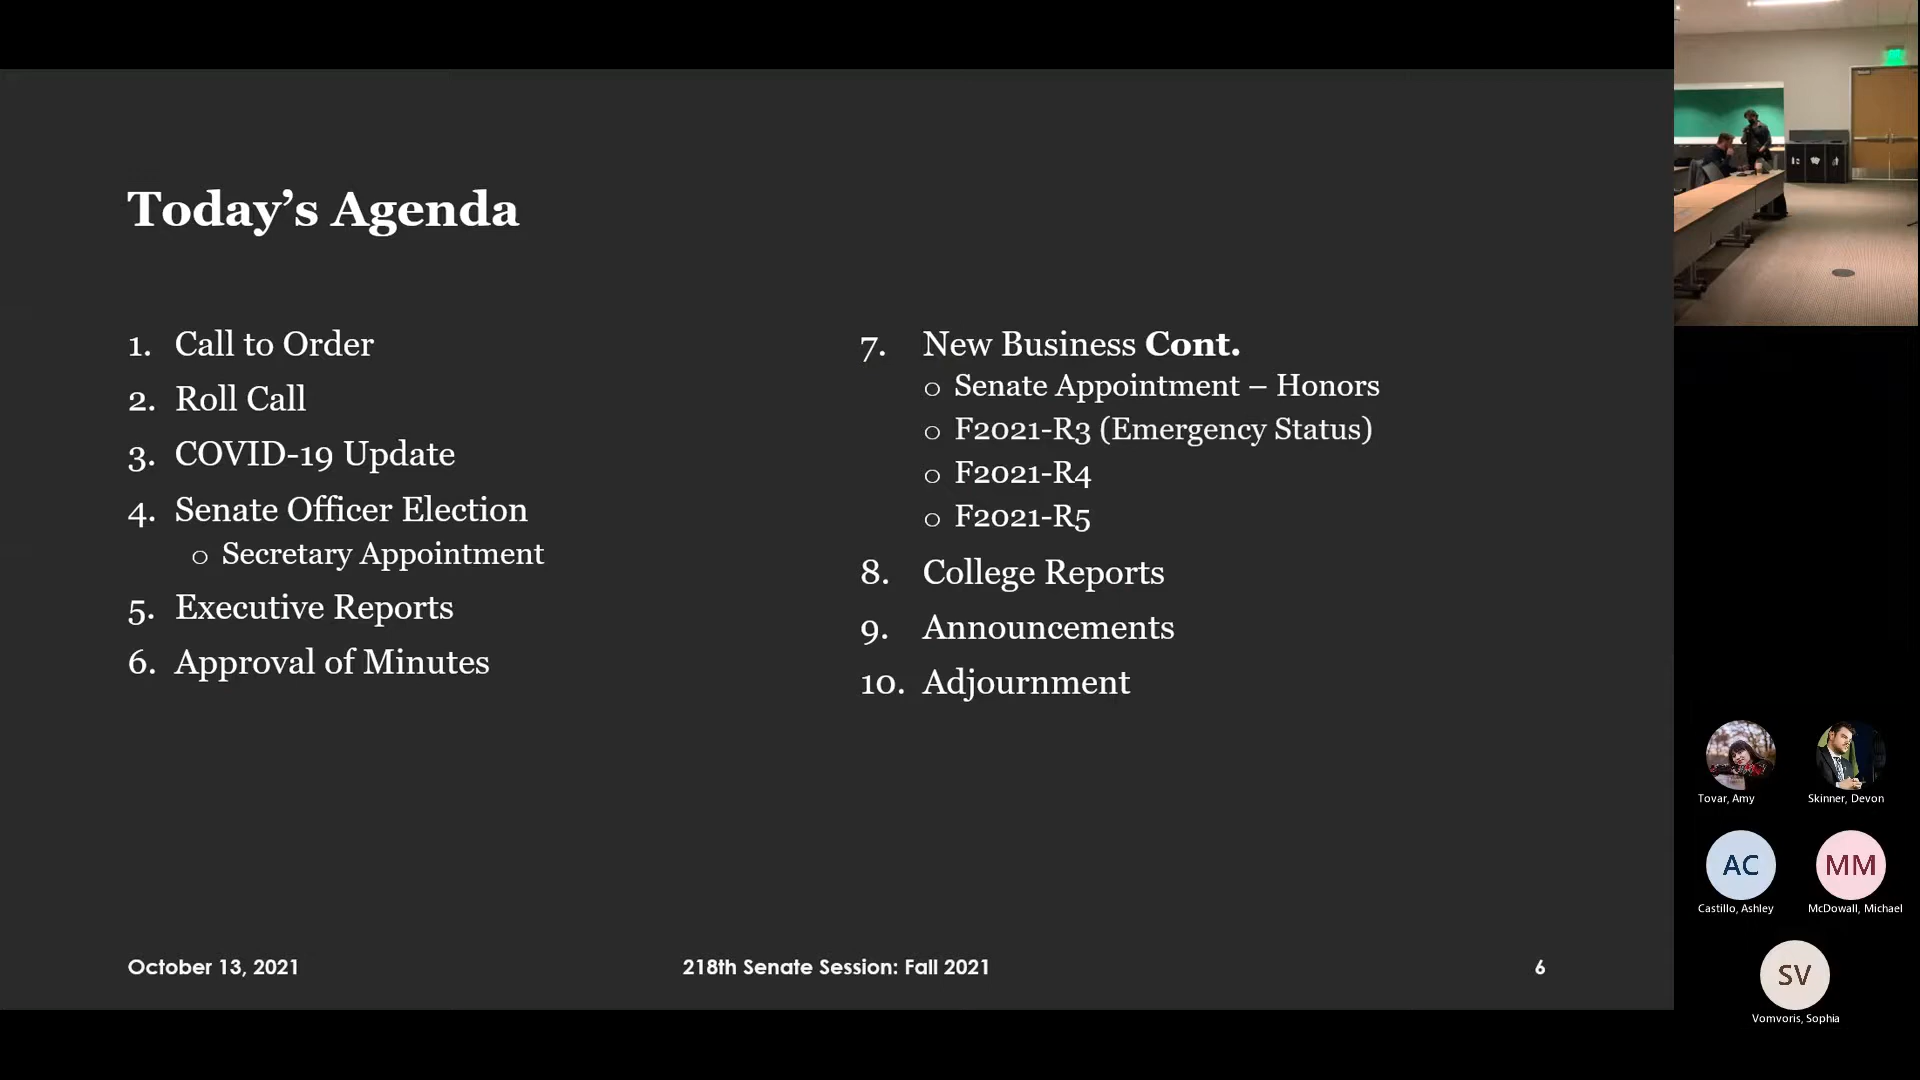 Today's Agenda
1. Call to Order
2. Roll Call
3. COVID-19 Update
4. Senate Officer Election
o Secretary Appointment
5. Executive Reports
6. Approval of Minutes
7. New Business Cont.
o Senate Appointment – Honors
o F2021-R3 (Emergency Status)
o F2021-R4
o F2021-R5
8. College Reports
9. Announcements
10. Adjournment
October 13, 2021
218th Senate Session: Fall 2021
6
Tovar, Amy
Skinner, Devon
AC
Castillo, Ashley
MM
McDowall, Michael
SV
Vomvoris, Sophia